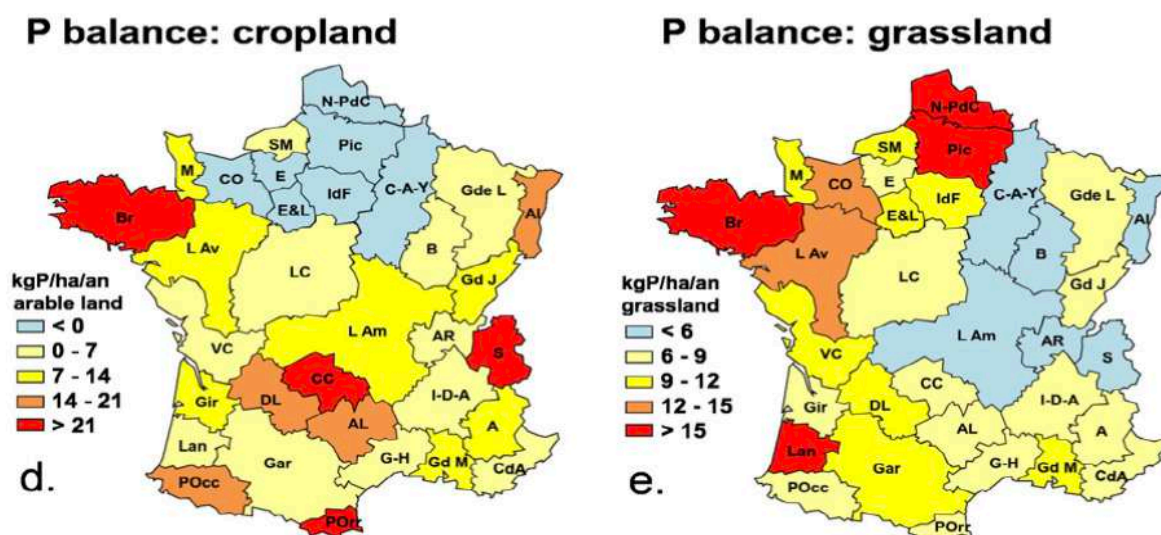 P balance: cropland
N-PdC
SM
Pic
M
CO
E
IdF
C-A-Y
Gde L
Al
E&L
Br
L Av
B
LC
Gd J
kgP/ha/an
arable land
< 0
0 - 7
7 - 14
14 - 21
> 21
L Am
AR
S
VC
CC
DL
I-D-A
Gir
AL
A
Lan
Gar
G-H
Gd M
CdA
POcc
POrr
d.
P balance: grassland
N-PdC
SM
Pic
M
CO
E
IdF
C-A-Y
Gde L
Al
E&L
Br
L Av
B
LC
Gd J
kgP/ha/an
grassland
< 6
6 - 9
9 - 12
12 - 15
> 15
L Am
AR
S
VC
CC
DL
I-D-A
Gir
AL
A
Lan
Gar
G-H
Gd M
CdA
POcc
POrr
e.